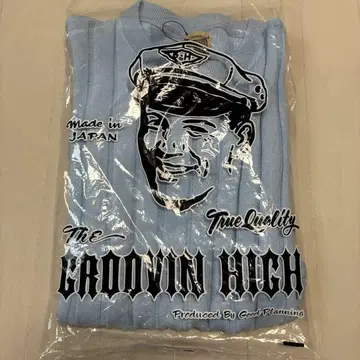 Made in
JAPAN
True Quality
The
GROOVIN HIGH
Produced By Good Planning